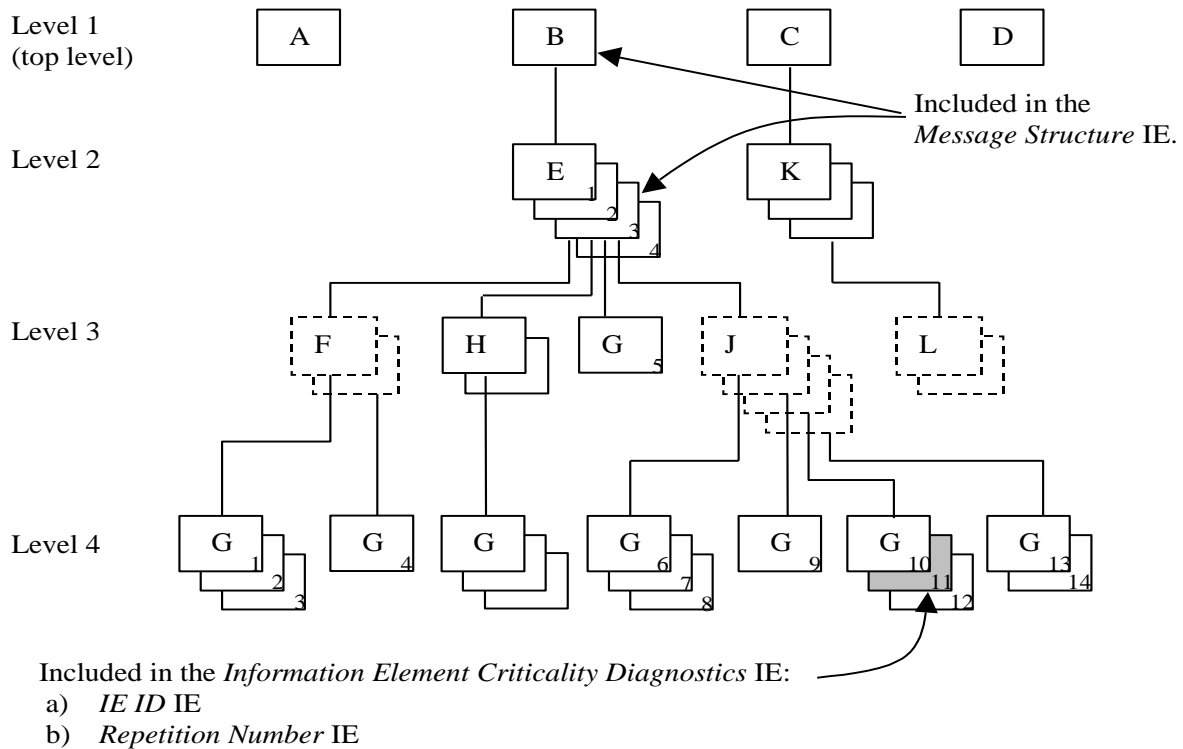 Level 1
(top level)
A
B
C
D
Included in the
Message Structure IE.
Level 2
E
1
2
3
4
K
Level 3
F
H
G
5
J
L
Level 4
G
1
2
3
G
4
G
G
6
7
8
G
9
G
10
11
12
G
13
14
Included in the Information Element Criticality Diagnostics IE:
a) IE ID IE
b) Repetition Number IE